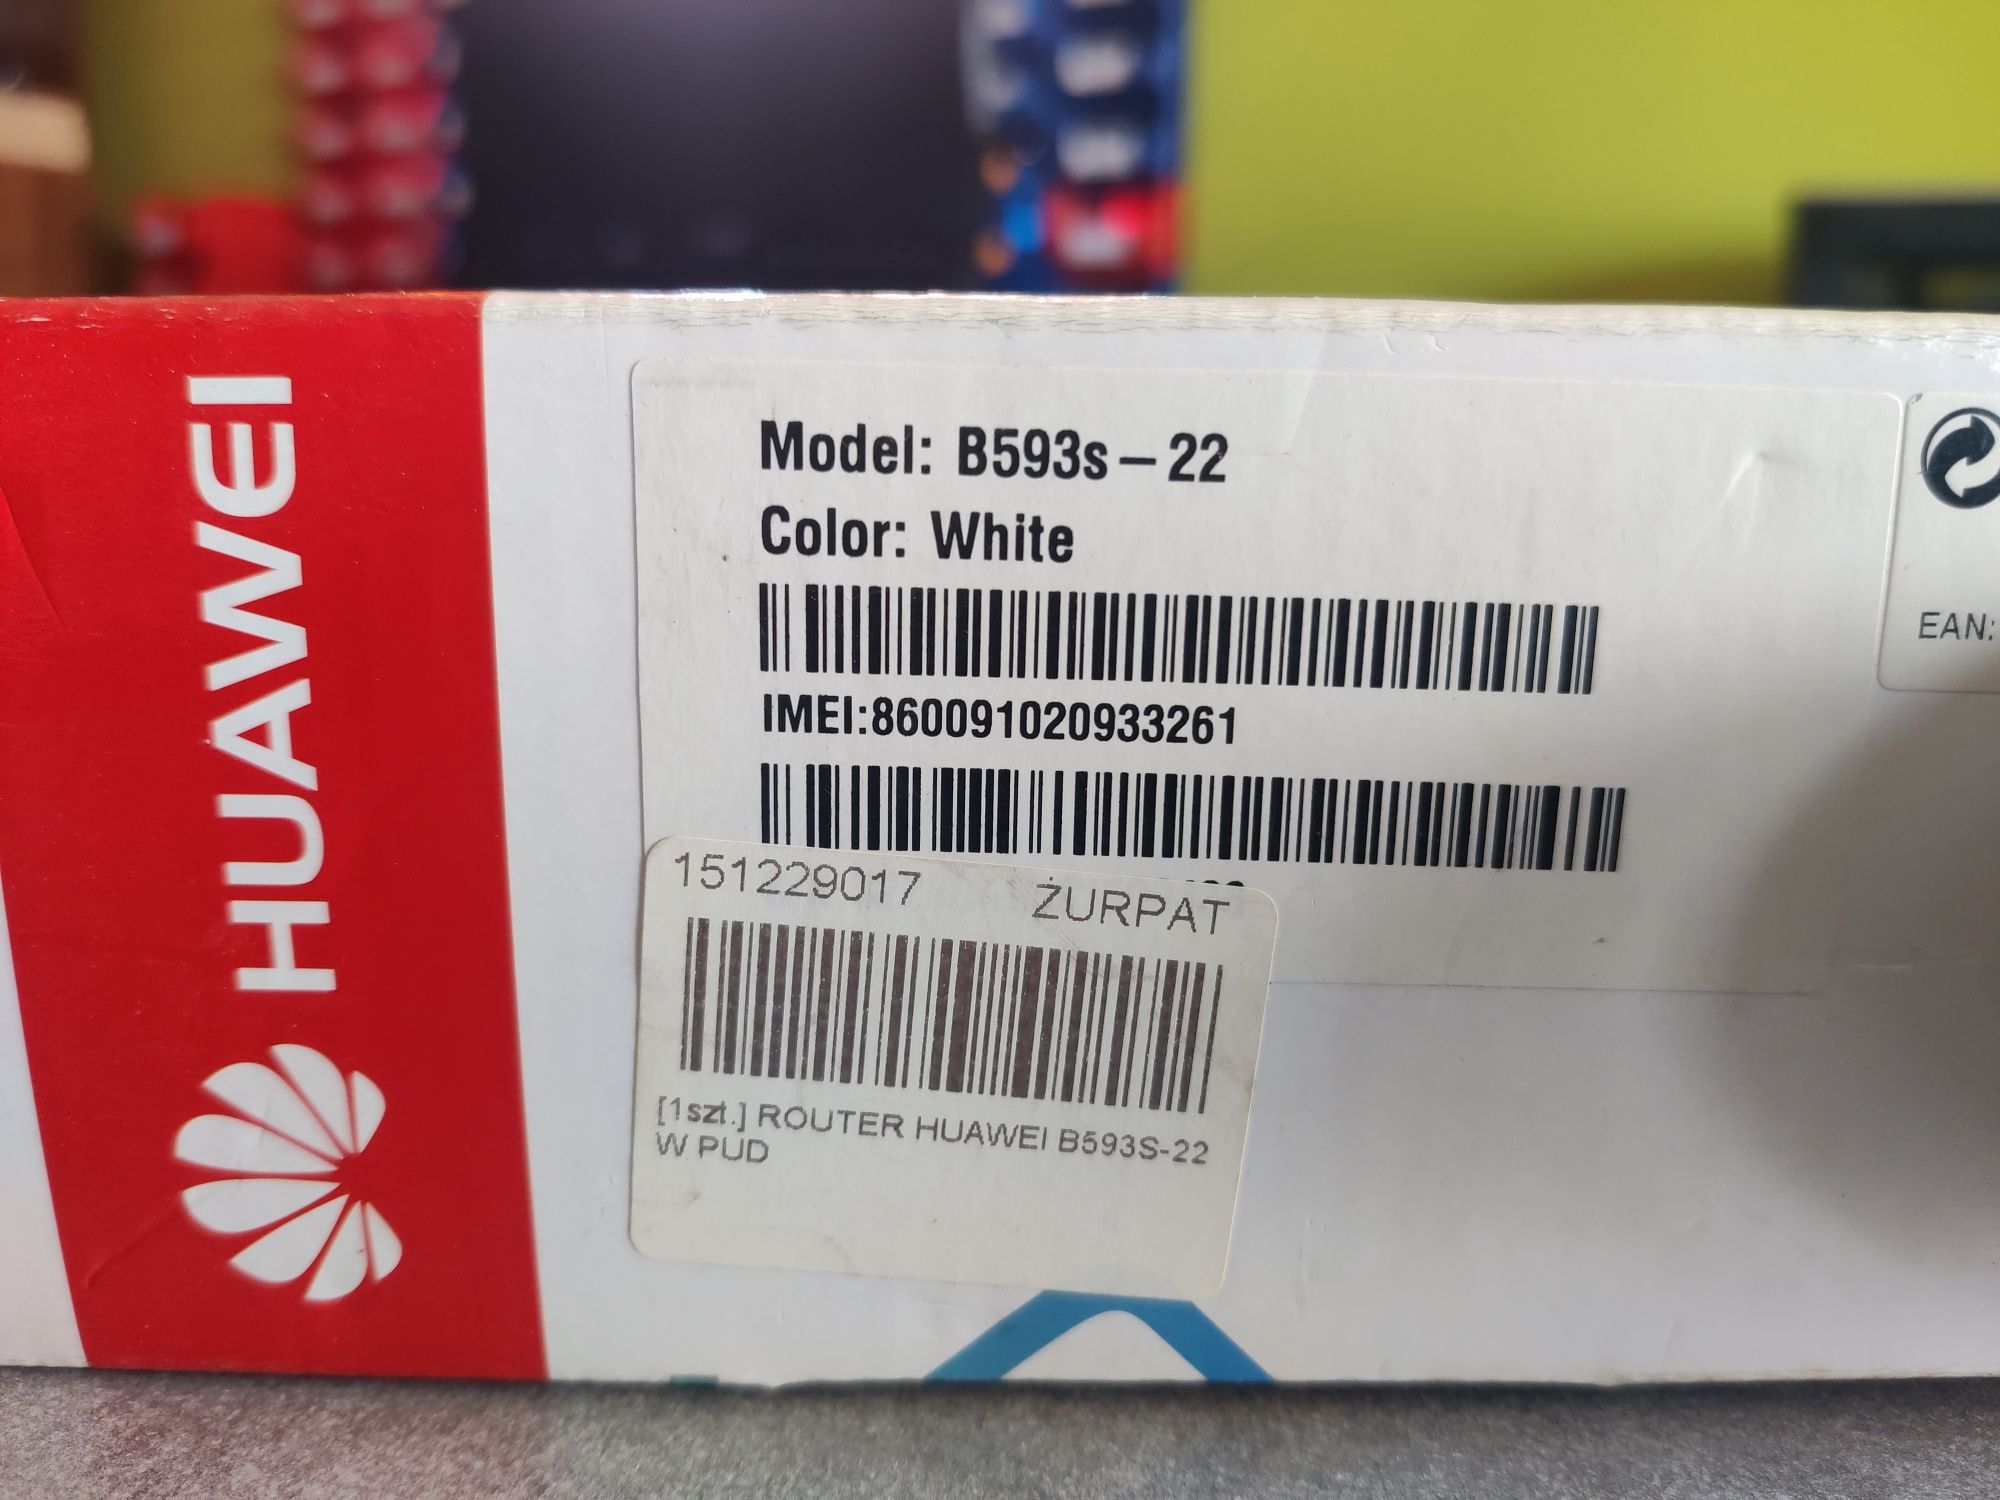 HUAWEI
Model: B593s-22
Color: White
IMEI:860091020933261
EAN:
151229017 ŻURPAT
[1szt.] ROUTER HUAWEI B593S-22
W PUD